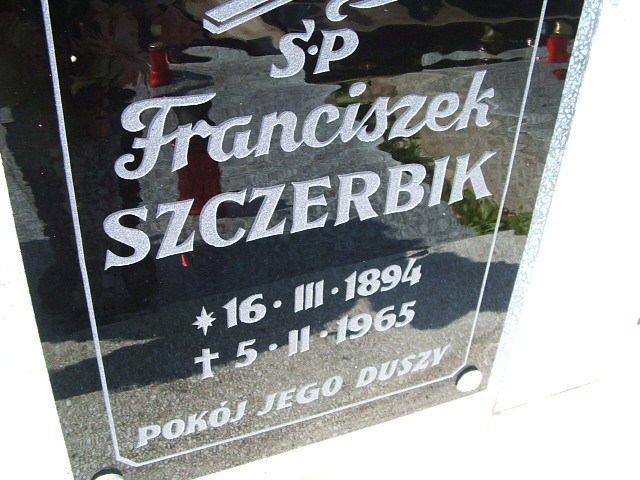 Ś·P
Franciszek
SZCZERBIK
* 16 · III · 1894
† 5 · II · 1965
POKÓJ JEGO DUSZY